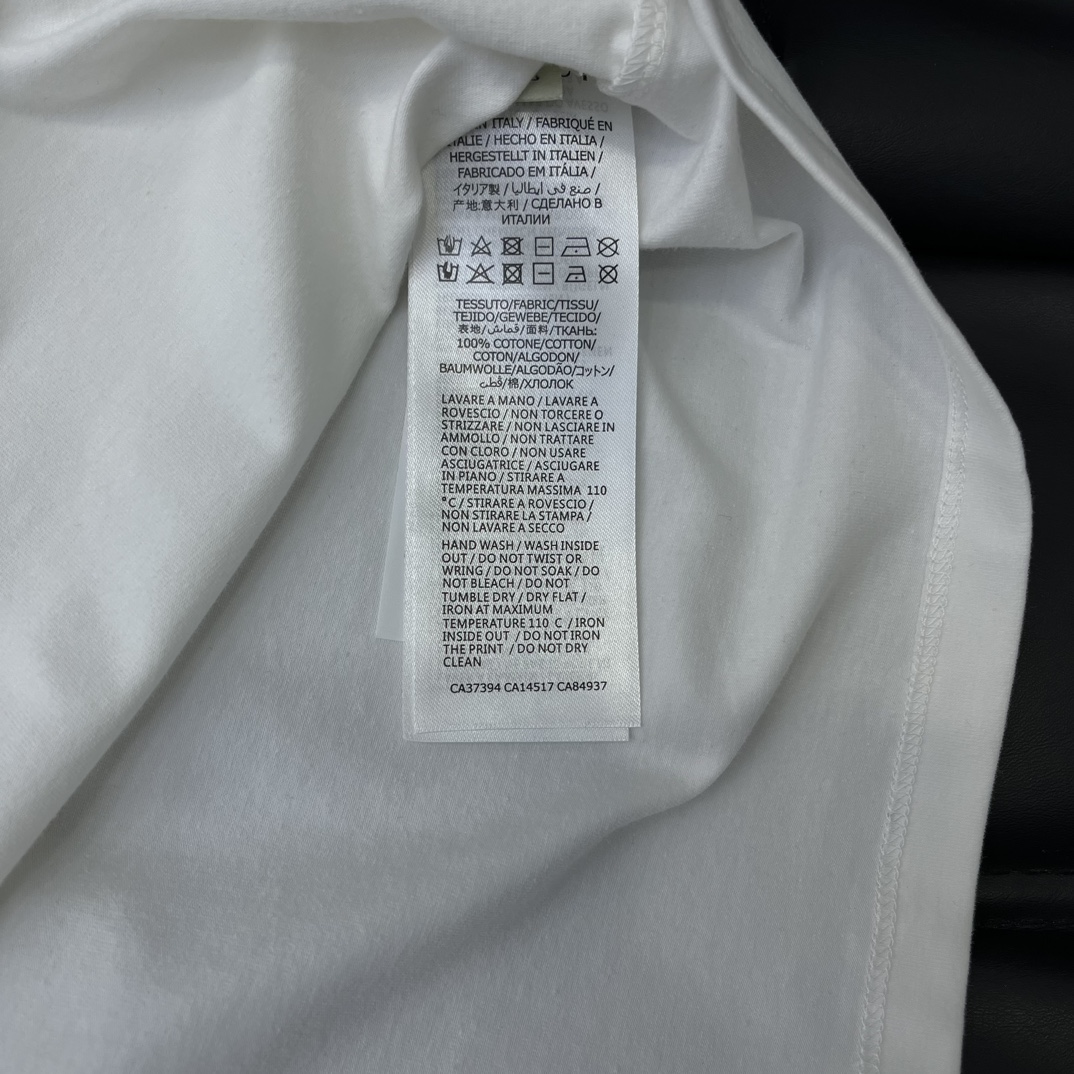 ITALY / FABRIQUÉ EN
ITALIE / HECHO EN ITALIA /
HERGESTELLT IN ITALIEN /
FABRICADO EM ITÁLIA /
イタリア製 / صنع في ايطاليا /
产地:意大利 / СДЕЛАНО В
ИТАЛИИ
TESSUTO/FABRIC/TISSU/
TEJIDO/GEWEBE/TECIDO/
表地/قماش/面料/ТКАНЬ:
100% COTONE/COTTON/
COTON/ALGODON/
BAUMWOLLE/ALGODÃO/コットン/
قطن/棉/ХЛОПОК
LAVARE A MANO / LAVARE A
ROVESCIO / NON TORCERE O
STRIZZARE / NON LASCIARE IN
AMMOLLO / NON TRATTARE
CON CLORO / NON USARE
ASCIUGATRICE / ASCIUGARE
IN PIANO / STIRARE A
TEMPERATURA MASSIMA 110
°C / STIRARE A ROVESCIO /
NON STIRARE LA STAMPA /
NON LAVARE A SECCO
HAND WASH / WASH INSIDE
OUT / DO NOT TWIST OR
WRING / DO NOT SOAK / DO
NOT BLEACH / DO NOT
TUMBLE DRY / DRY FLAT /
IRON AT MAXIMUM
TEMPERATURE 110 C / IRON
INSIDE OUT / DO NOT IRON
THE PRINT / DO NOT DRY
CLEAN
CA37394 CA14517 CA84937